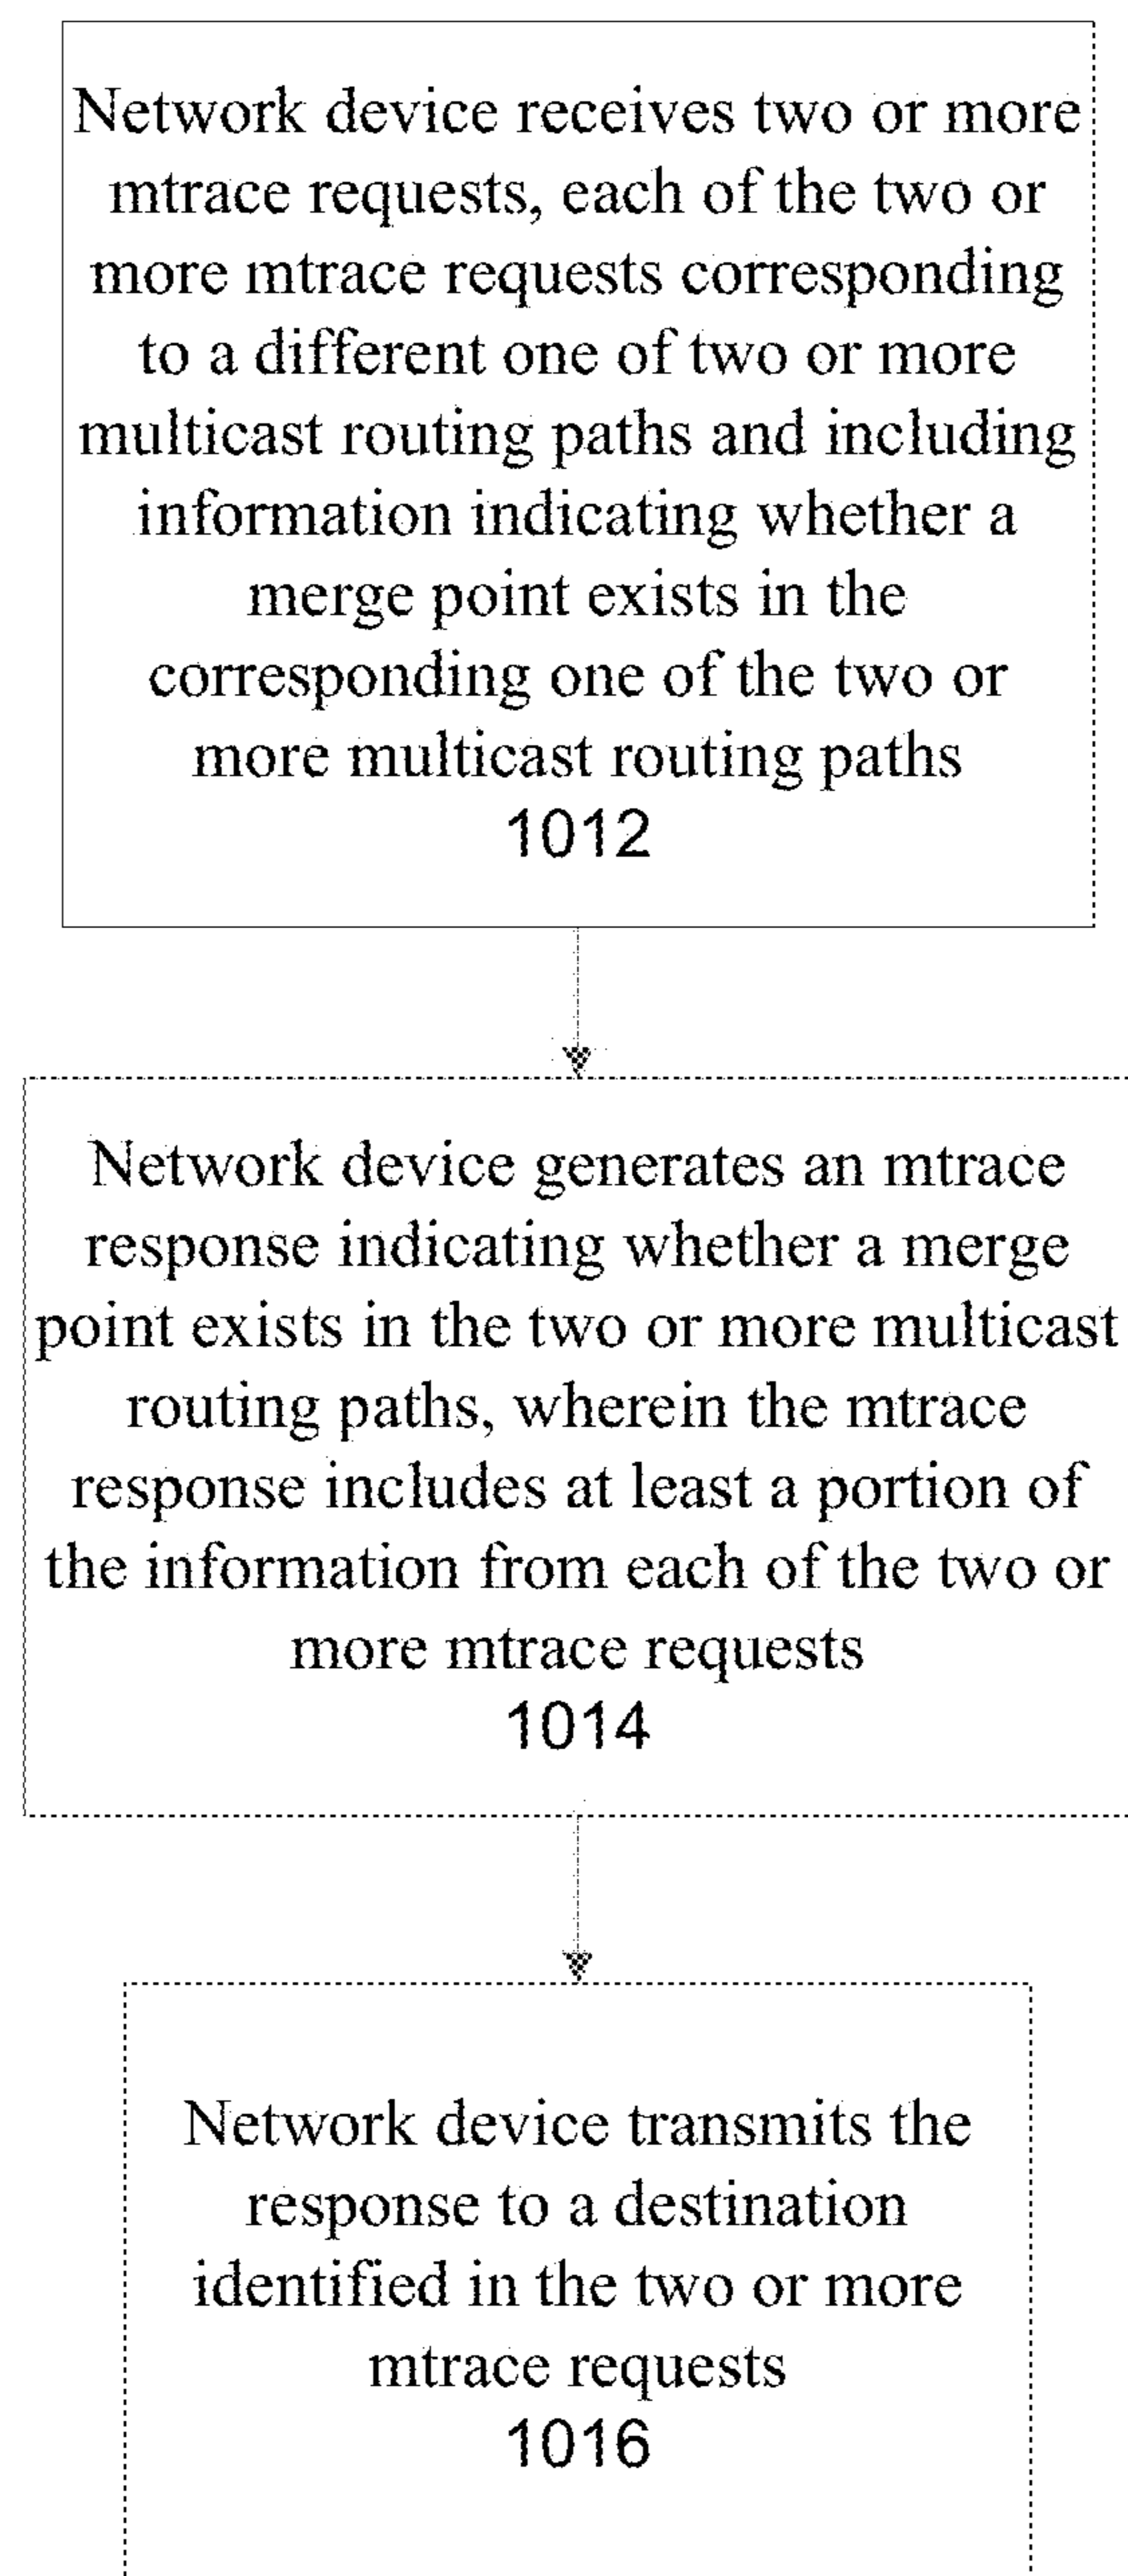 Network device receives two or more
mtrace requests, each of the two or
more mtrace requests corresponding
to a different one of two or more
multicast routing paths and including
information indicating whether a
merge point exists in the
corresponding one of the two or
more multicast routing paths
1012
Network device generates an mtrace
response indicating whether a merge
point exists in the two or more multicast
routing paths, wherein the mtrace
response includes at least a portion of
the information from each of the two or
more mtrace requests
1014
Network device transmits the
response to a destination
identified in the two or more
mtrace requests
1016